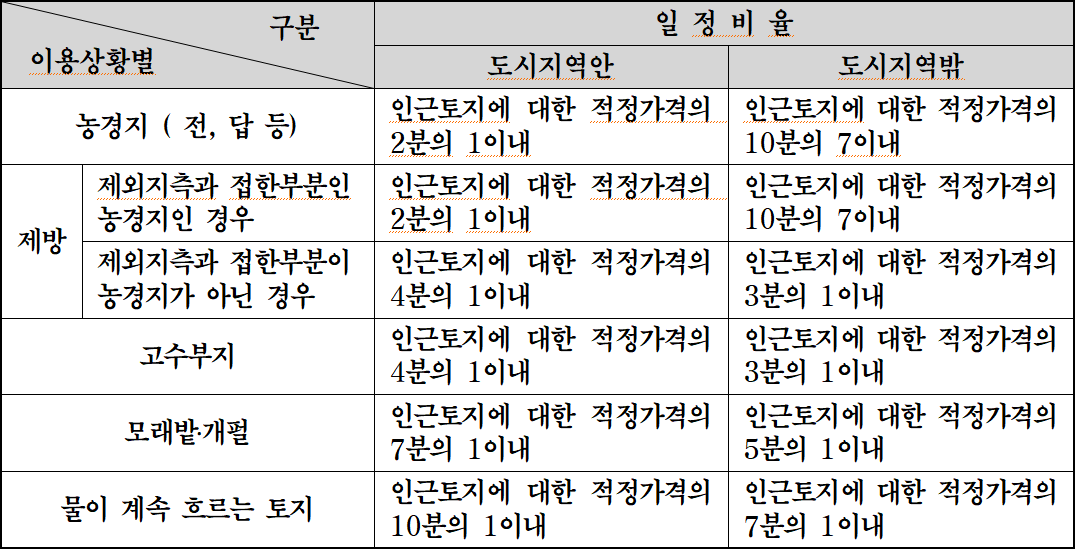 구분
이용상황별
일 정 비 율
도시지역안
도시지역밖
농경지 ( 전, 답 등)
인근토지에 대한 적정가격의
2분의 1이내
인근토지에 대한 적정가격의
10분의 7이내
제방
제외지측과 접한부분인
농경지인 경우
인근토지에 대한 적정가격의
2분의 1이내
인근토지에 대한 적정가격의
10분의 7이내
제외지측과 접한부분이
농경지가 아닌 경우
인근토지에 대한 적정가격의
4분의 1이내
인근토지에 대한 적정가격의
3분의 1이내
고수부지
인근토지에 대한 적정가격의
4분의 1이내
인근토지에 대한 적정가격의
3분의 1이내
모래밭·개펄
인근토지에 대한 적정가격의
7분의 1이내
인근토지에 대한 적정가격의
5분의 1이내
물이 계속 흐르는 토지
인근토지에 대한 적정가격의
10분의 1이내
인근토지에 대한 적정가격의
7분의 1이내